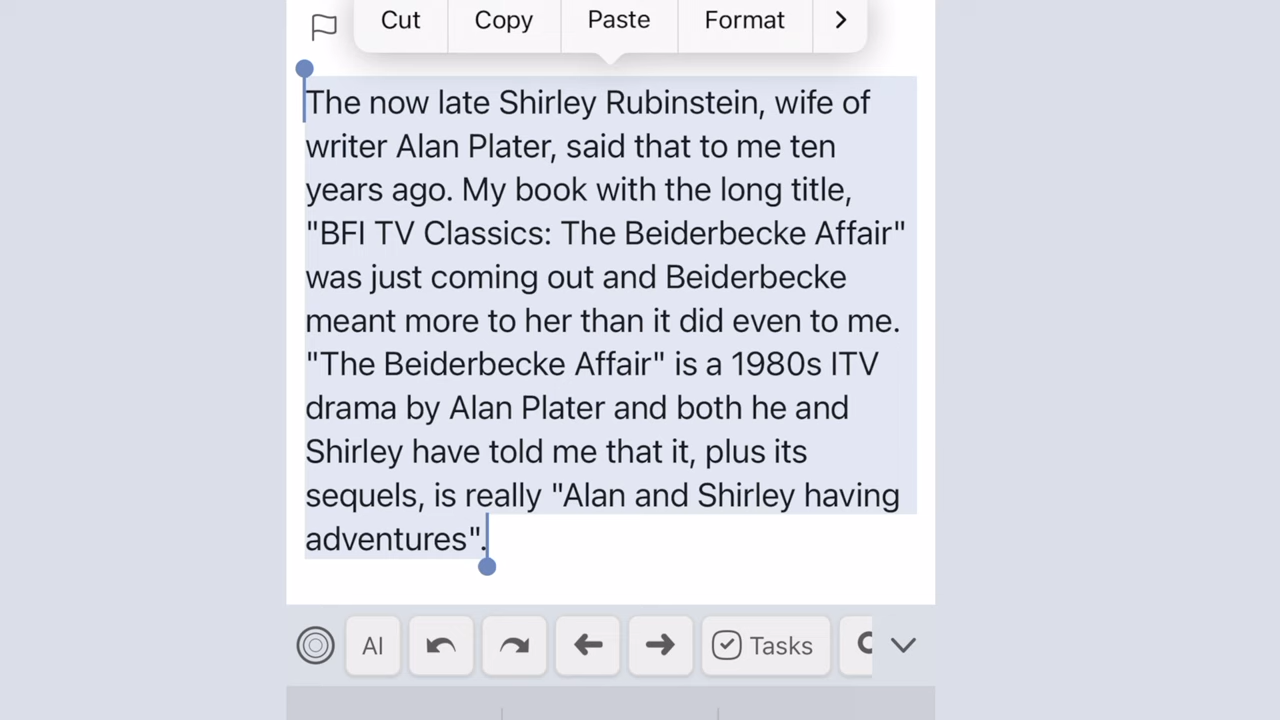 Cut Copy Paste Format
The now late Shirley Rubinstein, wife of
writer Alan Plater, said that to me ten
years ago. My book with the long title,
"BFI TV Classics: The Beiderbecke Affair"
was just coming out and Beiderbecke
meant more to her than it did even to me.
"The Beiderbecke Affair" is a 1980s ITV
drama by Alan Plater and both he and
Shirley have told me that it, plus its
sequels, is really "Alan and Shirley having
adventures".
AI Tasks